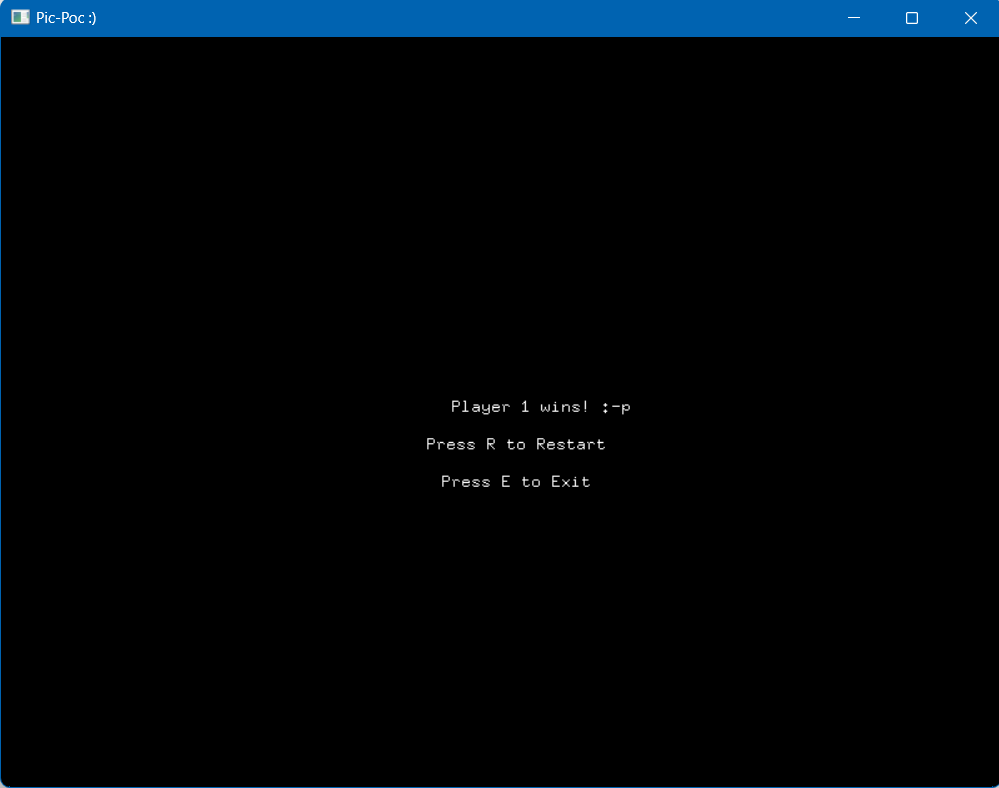 Pic-Poc :)
Player 1 wins! :-p
Press R to Restart
Press E to Exit